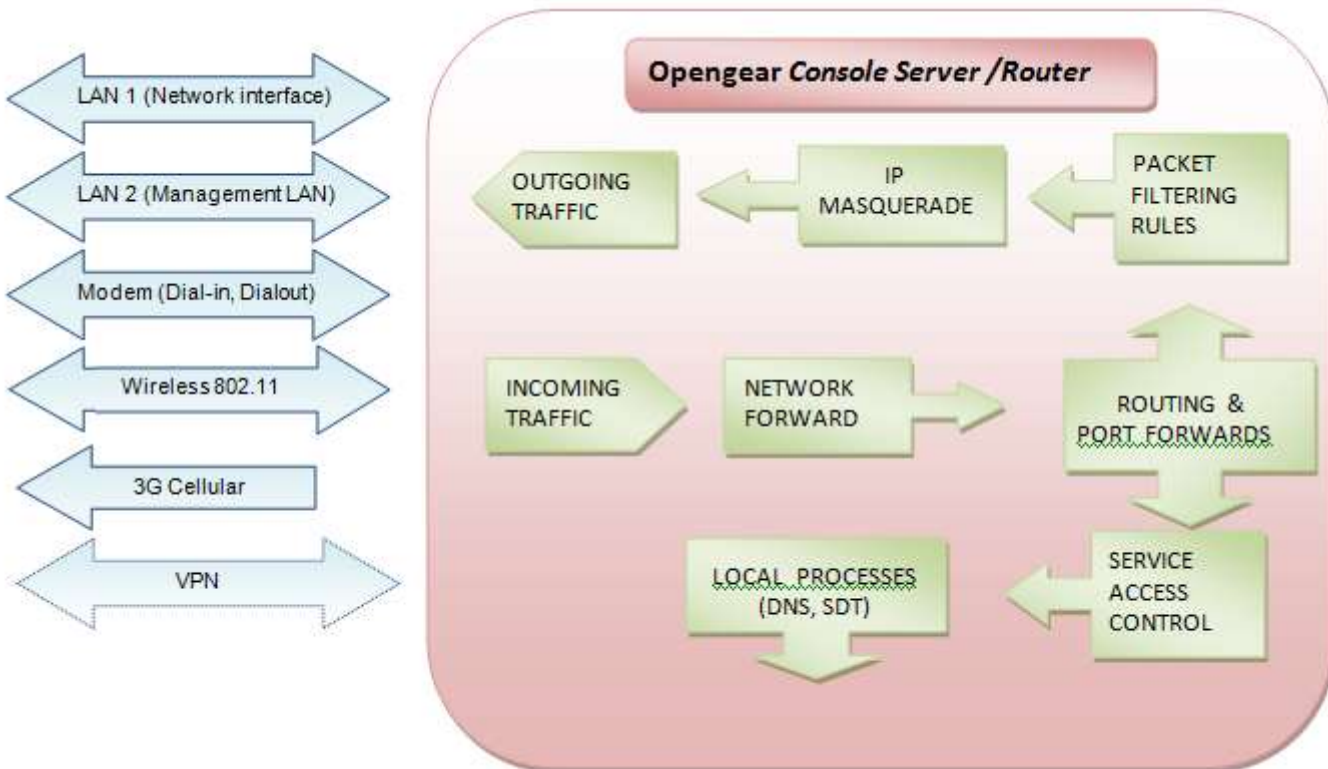 LAN 1 (Network interface)
LAN 2 (Management LAN)
Modem (Dial-in, Dialout)
Wireless 802.11
3G Cellular
VPN
Opengear Console Server /Router
OUTGOING
TRAFFIC
IP
MASQUERADE
PACKET
FILTERING
RULES
INCOMING
TRAFFIC
NETWORK
FORWARD
ROUTING &
PORT FORWARDS
LOCAL PROCESSES
(DNS, SDT)
SERVICE
ACCESS
CONTROL